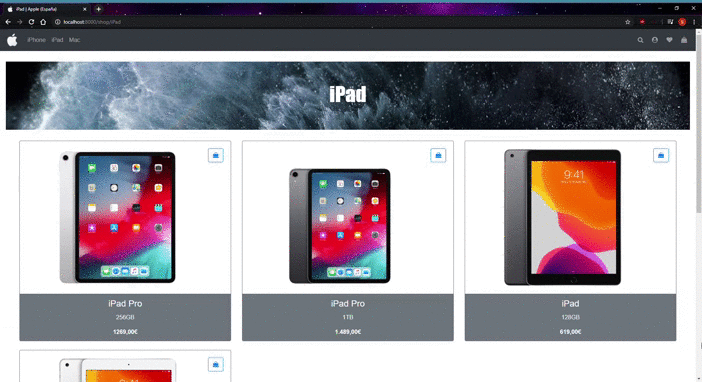 iPad | Apple (España)
localhost:8080/shop/iPad
iPhone iPad Mac
iPad
9:41
iPad Pro
256GB
1269,00€
iPad Pro
1TB
1.489,00€
iPad
128GB
619,00€